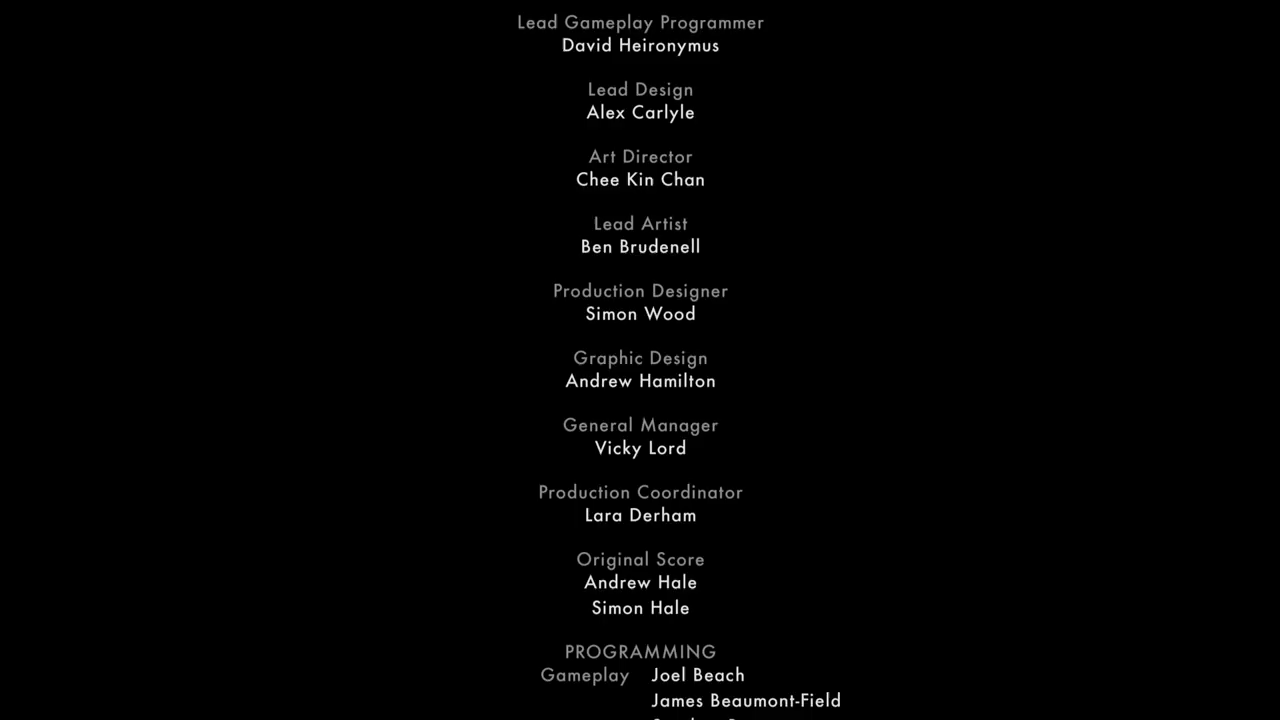 Lead Gameplay Programmer
David Heironymus
Lead Design
Alex Carlyle
Art Director
Chee Kin Chan
Lead Artist
Ben Brudenell
Production Designer
Simon Wood
Graphic Design
Andrew Hamilton
General Manager
Vicky Lord
Production Coordinator
Lara Derham
Original Score
Andrew Hale
Simon Hale
PROGRAMMING
Gameplay Joel Beach
James Beaumont-Field